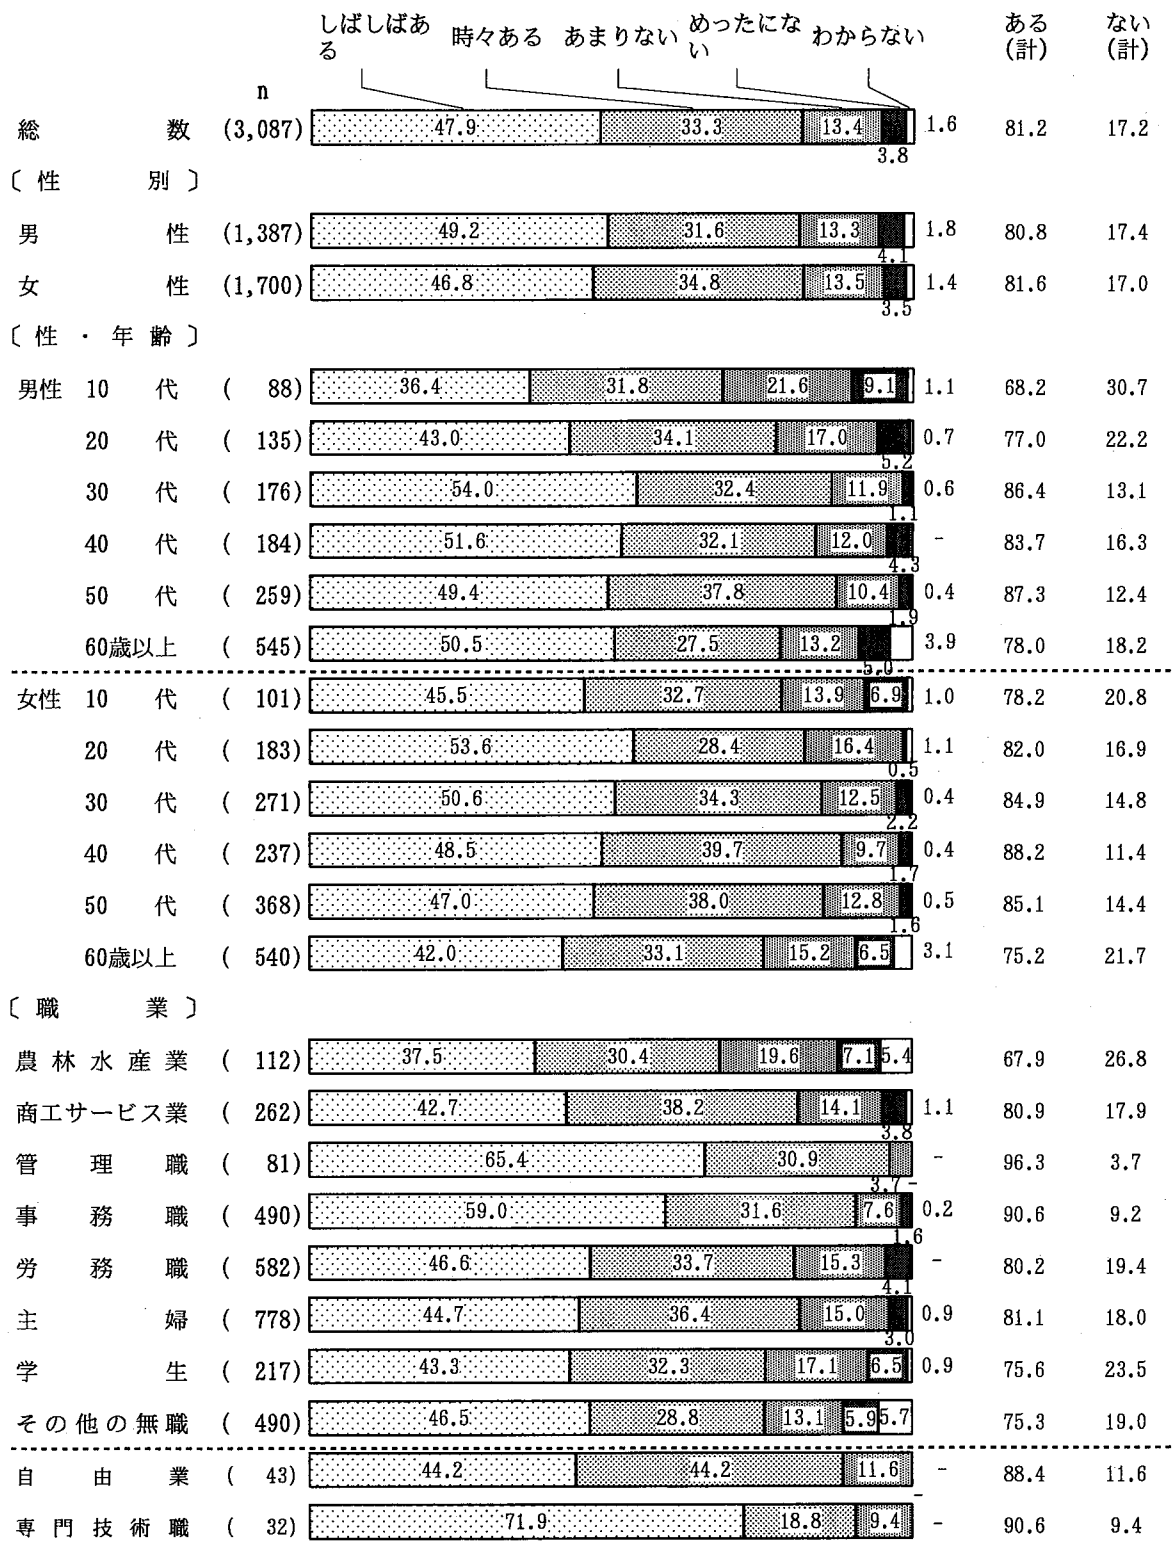 しばしばある 時々ある あまりない めったにない わからない ある(計) ない(計)
n
総数 (3,087) 47.9 33.3 13.4 3.8 1.6 81.2 17.2
〔性別〕
男性 (1,387) 49.2 31.6 13.3 4.1 1.8 80.8 17.4
女性 (1,700) 46.8 34.8 13.5 3.5 1.4 81.6 17.0
〔性・年齢〕
男性 10代 (88) 36.4 31.8 21.6 9.1 1.1 68.2 30.7
20代 (135) 43.0 34.1 17.0 5.2 0.7 77.0 22.2
30代 (176) 54.0 32.4 11.9 1.1 0.6 86.4 13.1
40代 (184) 51.6 32.1 12.0 4.3 - 83.7 16.3
50代 (259) 49.4 37.8 10.4 1.9 0.4 87.3 12.4
60歳以上 (545) 50.5 27.5 13.2 5.0 3.9 78.0 18.2
女性 10代 (101) 45.5 32.7 13.9 6.9 1.0 78.2 20.8
20代 (183) 53.6 28.4 16.4 0.5 1.1 82.0 16.9
30代 (271) 50.6 34.3 12.5 2.2 0.4 84.9 14.8
40代 (237) 48.5 39.7 9.7 1.7 0.4 88.2 11.4
50代 (368) 47.0 38.0 12.8 1.6 0.5 85.1 14.4
60歳以上 (540) 42.0 33.1 15.2 6.5 3.1 75.2 21.7
〔職業〕
農林水産業 (112) 37.5 30.4 19.6 7.1 5.4 67.9 26.8
商工サービス業 (262) 42.7 38.2 14.1 3.8 1.1 80.9 17.9
管理職 (81) 65.4 30.9 3.7 - - 96.3 3.7
事務職 (490) 59.0 31.6 7.6 1.6 0.2 90.6 9.2
労務職 (582) 46.6 33.7 15.3 4.1 - 80.2 19.4
主婦 (778) 44.7 36.4 15.0 3.0 0.9 81.1 18.0
学生 (217) 43.3 32.3 17.1 6.5 0.9 75.6 23.5
その他の無職 (490) 46.5 28.8 13.1 5.9 5.7 75.3 19.0
自由業 (43) 44.2 44.2 11.6 - - 88.4 11.6
専門技術職 (32) 71.9 18.8 9.4 - 90.6 9.4